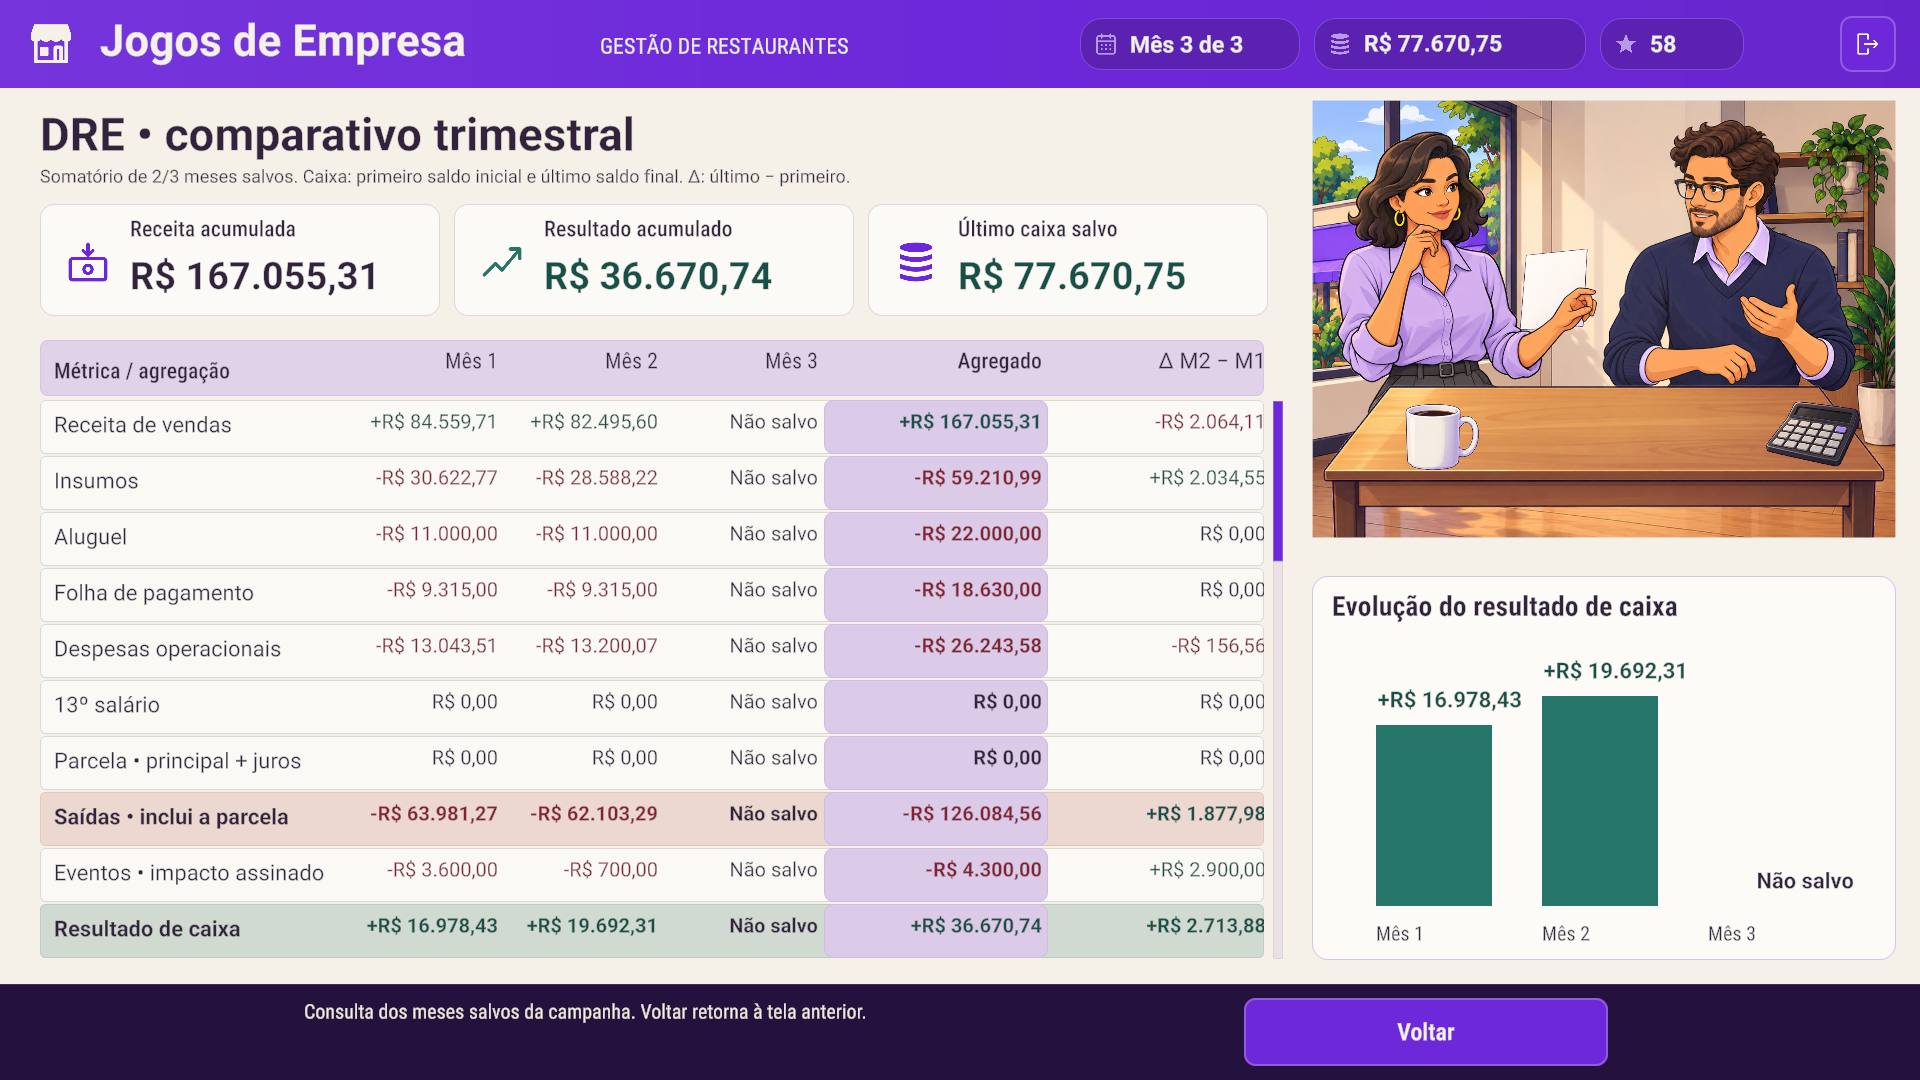 Jogos de Empresa
GESTÃO DE RESTAURANTES
Mês 3 de 3
R$ 77.670,75
58
DRE • comparativo trimestral
Somatório de 2/3 meses salvos. Caixa: primeiro saldo inicial e último saldo final. Δ: último − primeiro.
Receita acumulada
R$ 167.055,31
Resultado acumulado
R$ 36.670,74
Último caixa salvo
R$ 77.670,75
Métrica / agregação Mês 1 Mês 2 Mês 3 Agregado Δ M2 − M1
Receita de vendas +R$ 84.559,71 +R$ 82.495,60 Não salvo +R$ 167.055,31 -R$ 2.064,11
Insumos -R$ 30.622,77 -R$ 28.588,22 Não salvo -R$ 59.210,99 +R$ 2.034,55
Aluguel -R$ 11.000,00 -R$ 11.000,00 Não salvo -R$ 22.000,00 R$ 0,00
Folha de pagamento -R$ 9.315,00 -R$ 9.315,00 Não salvo -R$ 18.630,00 R$ 0,00
Despesas operacionais -R$ 13.043,51 -R$ 13.200,07 Não salvo -R$ 26.243,58 -R$ 156,56
13º salário R$ 0,00 R$ 0,00 Não salvo R$ 0,00 R$ 0,00
Parcela • principal + juros R$ 0,00 R$ 0,00 Não salvo R$ 0,00 R$ 0,00
Saídas • inclui a parcela -R$ 63.981,27 -R$ 62.103,29 Não salvo -R$ 126.084,56 +R$ 1.877,98
Eventos • impacto assinado -R$ 3.600,00 -R$ 700,00 Não salvo -R$ 4.300,00 +R$ 2.900,00
Resultado de caixa +R$ 16.978,43 +R$ 19.692,31 Não salvo +R$ 36.670,74 +R$ 2.713,88
Evolução do resultado de caixa
+R$ 19.692,31
+R$ 16.978,43
Não salvo
Mês 1 Mês 2 Mês 3
Consulta dos meses salvos da campanha. Voltar retorna à tela anterior.
Voltar